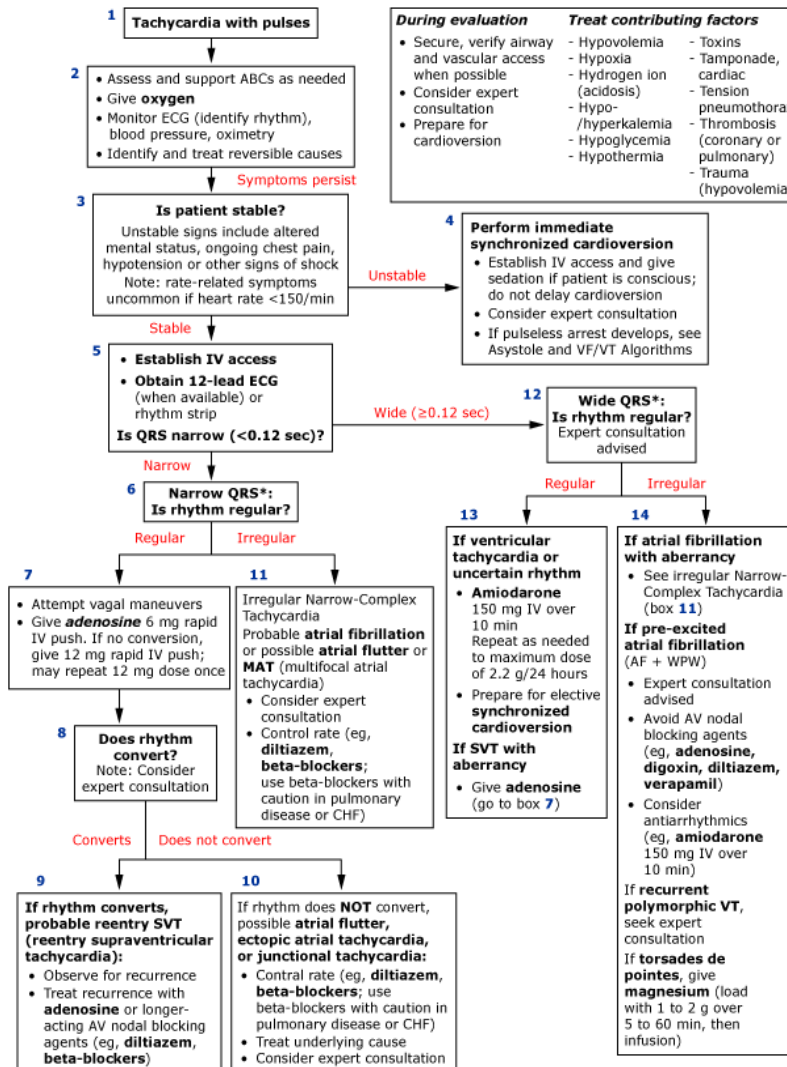 1
Tachycardia with pulses
During evaluation
• Secure, verify airway
and vascular access
when possible
• Consider expert
consultation
• Prepare for
cardioversion
Treat contributing factors
- Hypovolemia
- Hypoxia
- Hydrogen ion
(acidosis)
- Hypo-
/hyperkalemia
- Hypoglycemia
- Hypothermia
- Toxins
- Tamponade,
cardiac
- Tension
pneumothora
- Thrombosis
(coronary or
pulmonary)
- Trauma
(hypovolemia
2
• Assess and support ABCs as needed
• Give oxygen
• Monitor ECG (identify rhythm),
blood pressure, oximetry
• Identify and treat reversible causes
Symptoms persist
3
Is patient stable?
Unstable signs include altered
mental status, ongoing chest pain,
hypotension or other signs of shock
Note: rate-related symptoms
uncommon if heart rate <150/min
Unstable
4
Perform immediate
synchronized cardioversion
• Establish IV access and give
sedation if patient is conscious;
do not delay cardioversion
• Consider expert consultation
• If pulseless arrest develops, see
Asystole and VF/VT Algorithms
Stable
5
• Establish IV access
• Obtain 12-lead ECG
(when available) or
rhythm strip
Is QRS narrow (<0.12 sec)?
Wide (≥0.12 sec)
12
Wide QRS*:
Is rhythm regular?
Expert consultation
advised
Narrow
6
Narrow QRS*:
Is rhythm regular?
Regular
Irregular
Regular
Irregular
7
• Attempt vagal maneuvers
• Give adenosine 6 mg rapid
IV push. If no conversion,
give 12 mg rapid IV push;
may repeat 12 mg dose once
11
Irregular Narrow-Complex
Tachycardia
Probable atrial fibrillation
or possible atrial flutter or
MAT (multifocal atrial
tachycardia)
• Consider expert
consultation
• Control rate (eg,
diltiazem,
beta-blockers;
use beta-blockers with
caution in pulmonary
disease or CHF)
13
If ventricular
tachycardia or
uncertain rhythm
• Amiodarone
150 mg IV over
10 min
Repeat as needed
to maximum dose
of 2.2 g/24 hours
• Prepare for elective
synchronized
cardioversion
If SVT with
aberrancy
• Give adenosine
(go to box 7)
14
If atrial fibrillation
with aberrancy
• See irregular Narrow-
Complex Tachycardia
(box 11)
If pre-excited
atrial fibrillation
(AF + WPW)
• Expert consultation
advised
• Avoid AV nodal
blocking agents
(eg, adenosine,
digoxin, diltiazem,
verapamil)
• Consider
antiarrhythmics
(eg, amiodarone
150 mg IV over
10 min)
If recurrent
polymorphic VT,
seek expert
consultation
If torsades de
pointes, give
magnesium (load
with 1 to 2 g over
5 to 60 min, then
infusion)
8
Does rhythm
convert?
Note: Consider
expert consultation
Converts
Does not convert
9
If rhythm converts,
probable reentry SVT
(reentry supraventricular
tachycardia):
• Observe for recurrence
• Treat recurrence with
adenosine or longer-
acting AV nodal blocking
agents (eg, diltiazem,
beta-blockers)
10
If rhythm does NOT convert,
possible atrial flutter,
ectopic atrial tachycardia,
or junctional tachycardia:
• Contral rate (eg, diltiazem,
beta-blockers; use
beta-blockers with caution in
pulmonary disease or CHF)
• Treat underlying cause
• Consider expert consultation